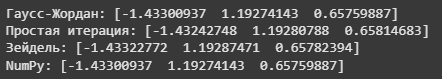 Гаусс-Жордан: [-1.43300937  1.19274143  0.65759887]
Простая итерация: [-1.43242748  1.19280788  0.65814683]
Зейдель: [-1.43322772  1.19287471  0.65782394]
NumPy: [-1.43300937  1.19274143  0.65759887]